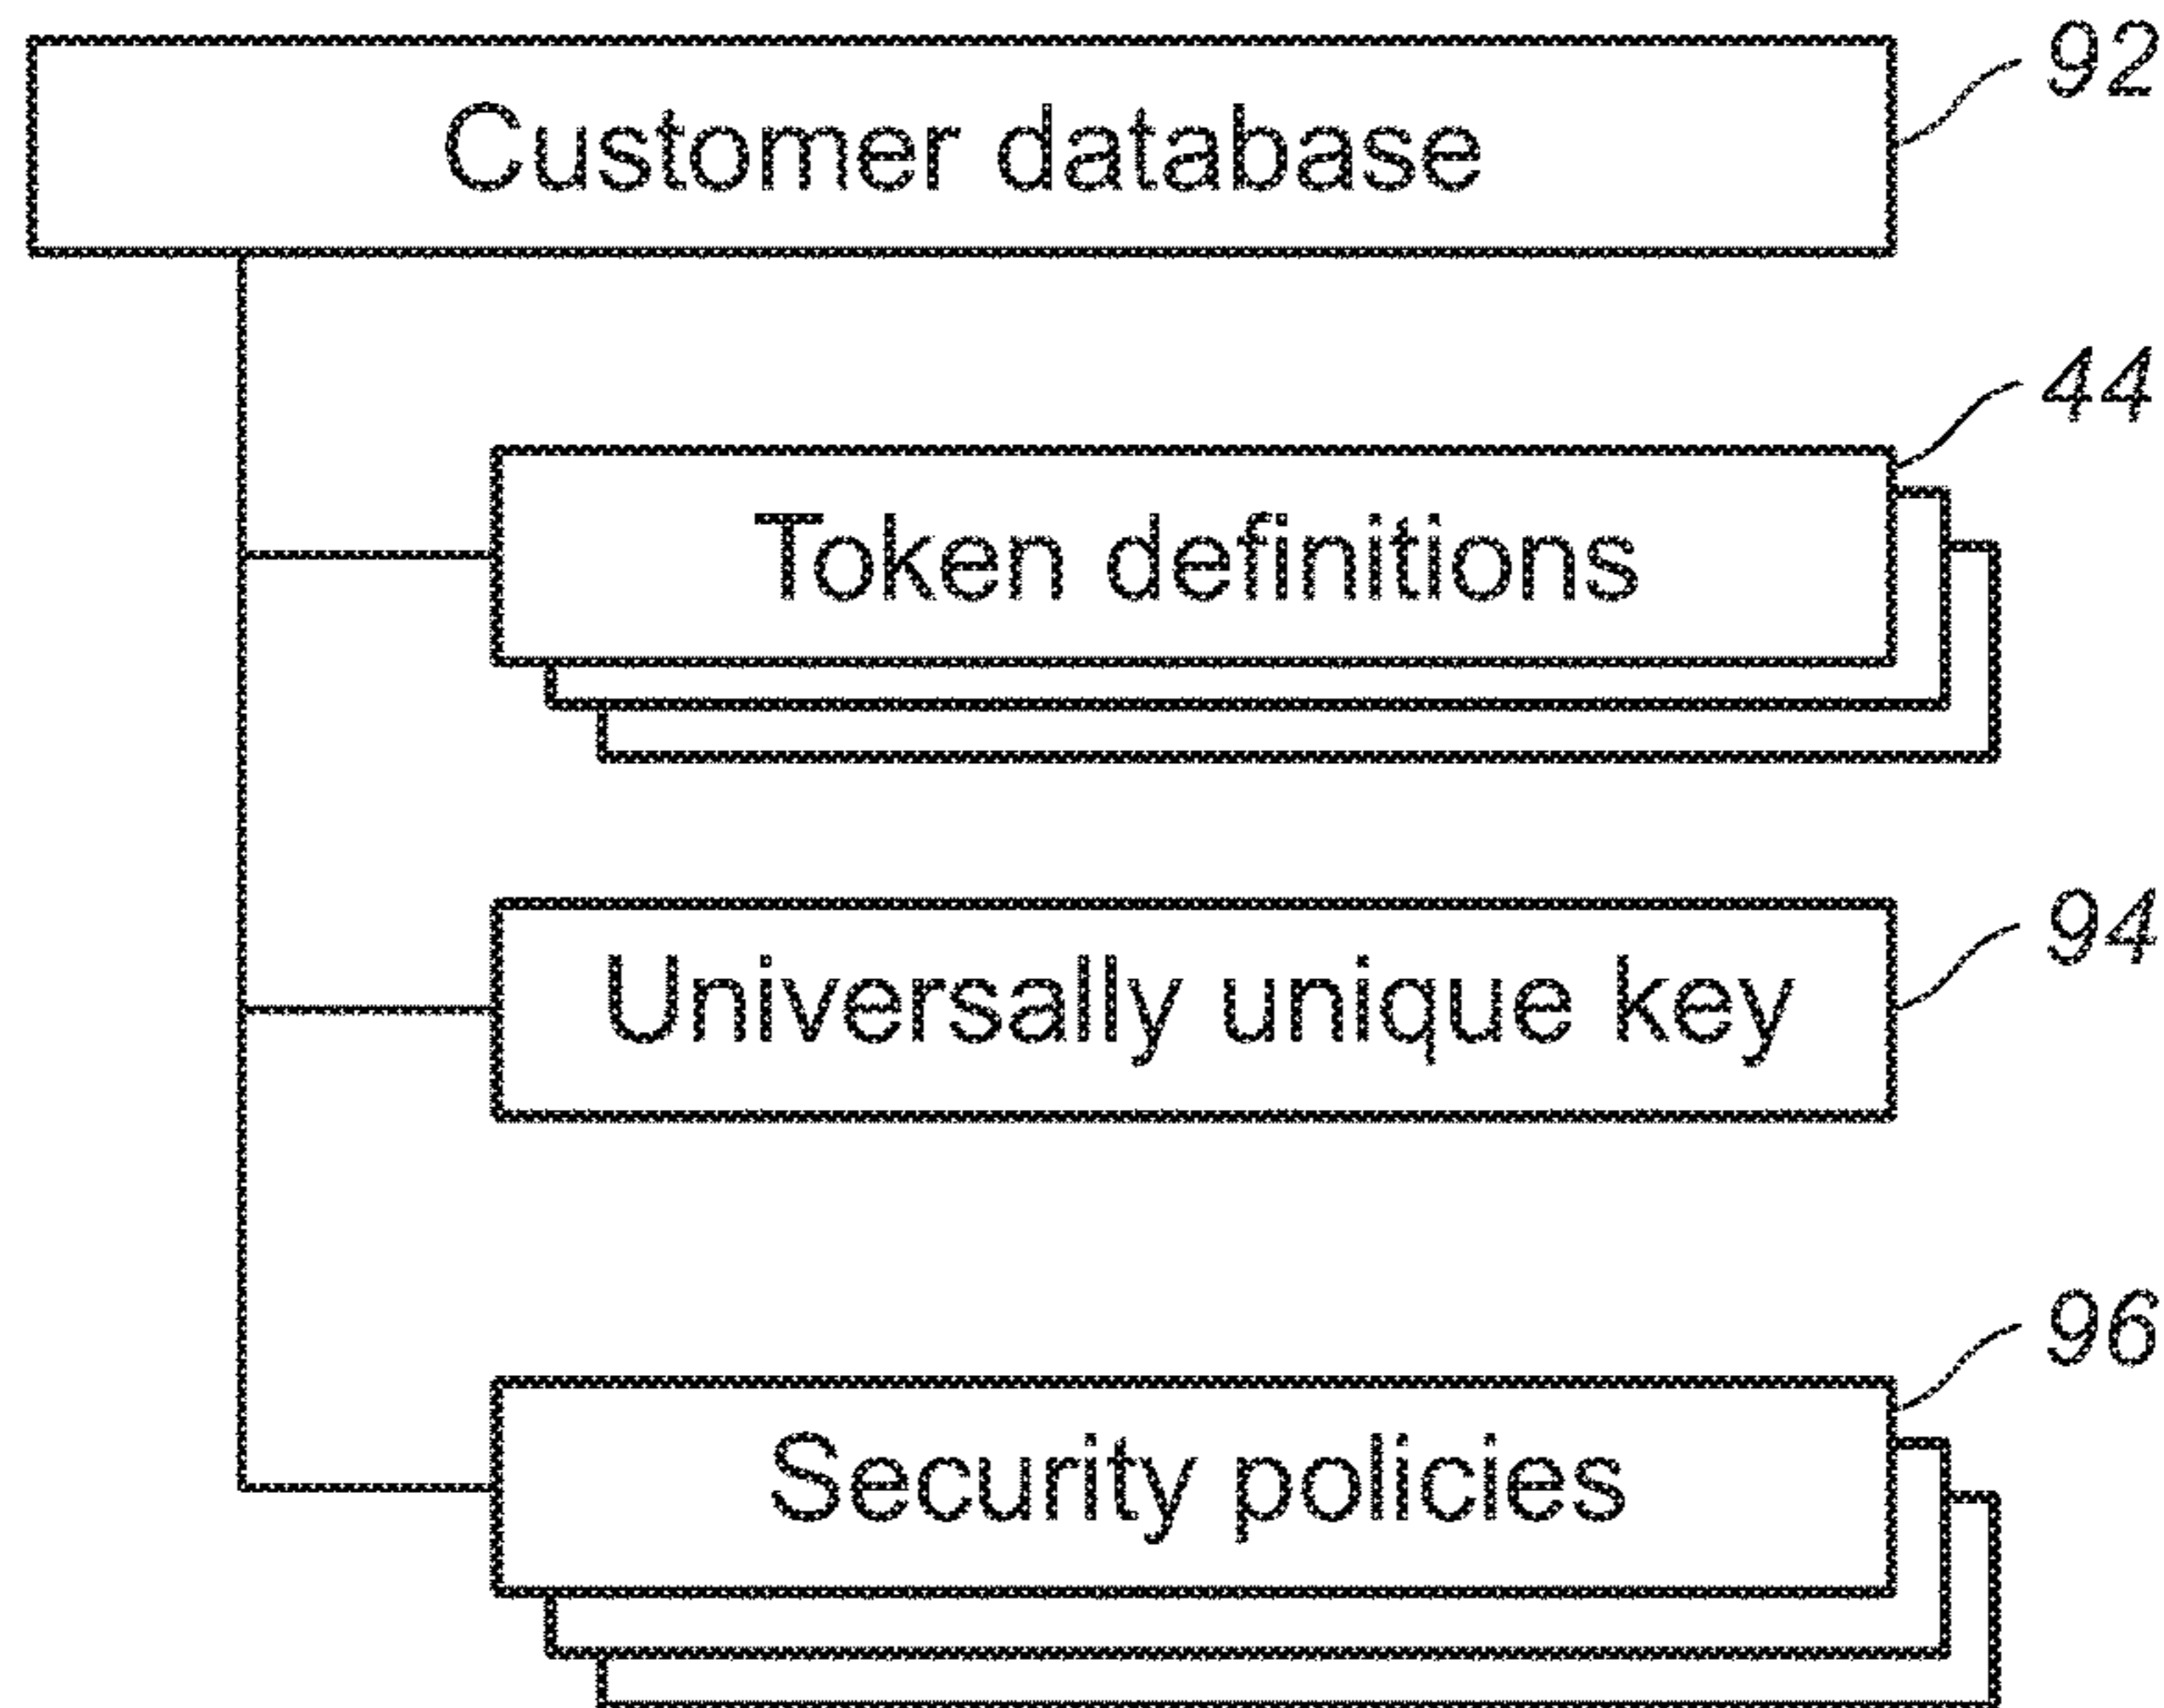 Customer database
92
Token definitions
44
Universally unique key
94
Security policies
96